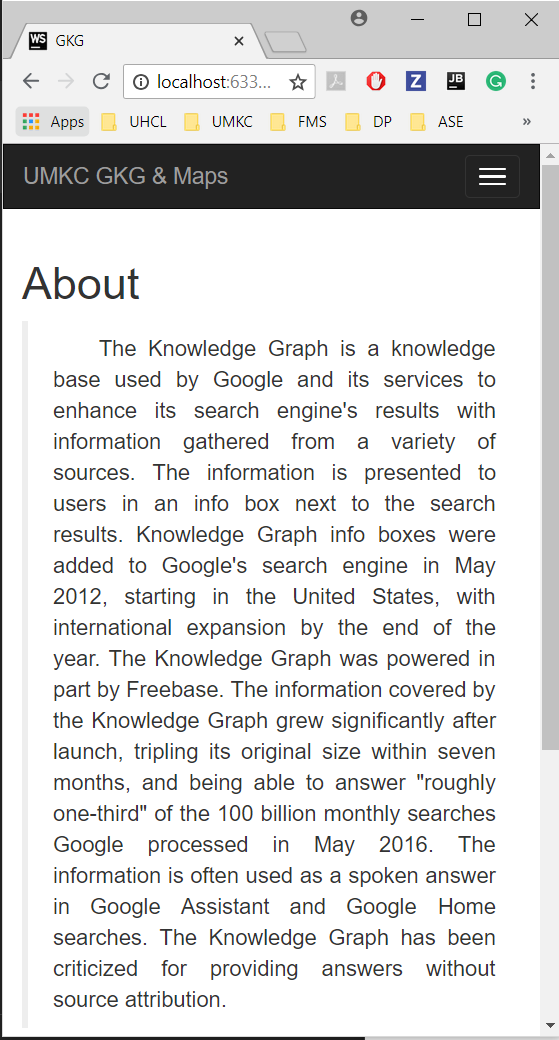 WS GKG
localhost:633...
Z JB G
Apps UHCL UMKC FMS DP ASE »
UMKC GKG & Maps
About
The Knowledge Graph is a knowledge
base used by Google and its services to
enhance its search engine's results with
information gathered from a variety of
sources. The information is presented to
users in an info box next to the search
results. Knowledge Graph info boxes were
added to Google's search engine in May
2012, starting in the United States, with
international expansion by the end of the
year. The Knowledge Graph was powered in
part by Freebase. The information covered by
the Knowledge Graph grew significantly after
launch, tripling its original size within seven
months, and being able to answer "roughly
one-third" of the 100 billion monthly searches
Google processed in May 2016. The
information is often used as a spoken answer
in Google Assistant and Google Home
searches. The Knowledge Graph has been
criticized for providing answers without
source attribution.